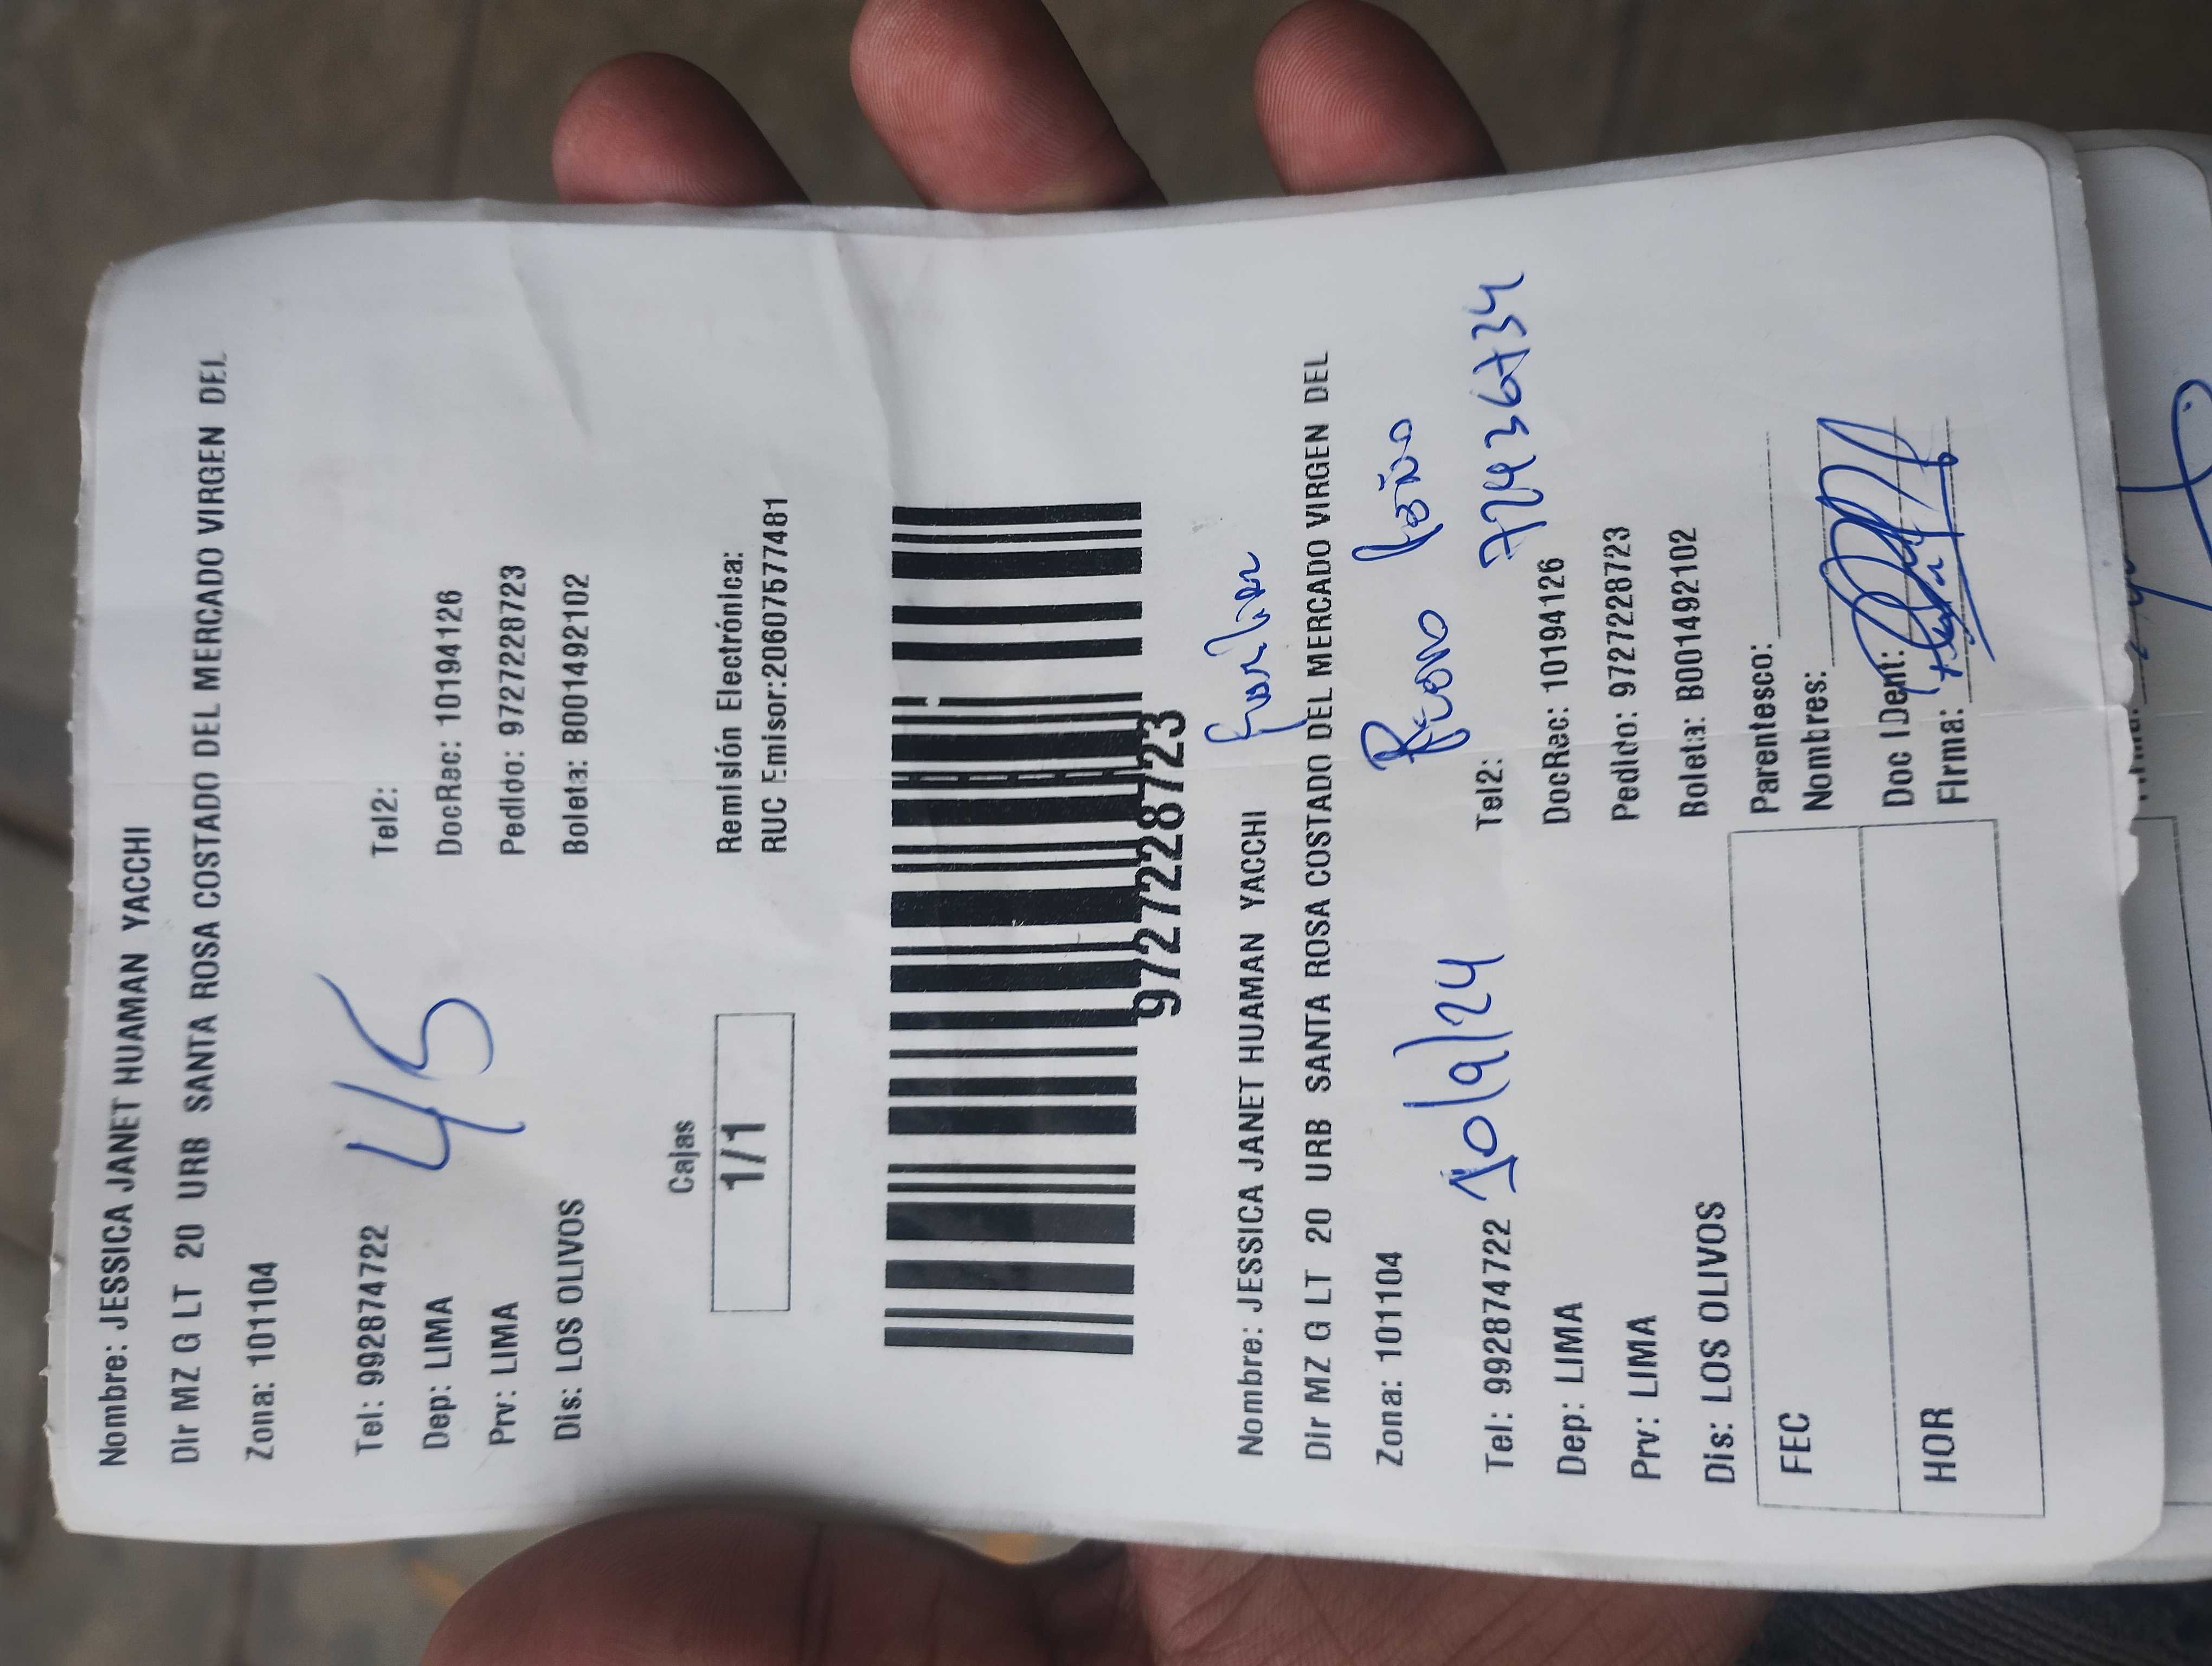 Nombre: JESSICA JANET HUAMAN YACCHI
Dir MZ G LT 20 URB SANTA ROSA COSTADO DEL MERCADO VIRGEN DEL
Zona: 101104
45
Tel: 992874722 Tel2:
Dep: LIMA DocRec: 10194126
Prv: LIMA Pedido: 9727228723
Dis: LOS OLIVOS Boleta: B001492102
Cajas
1/1
Remisión Electrónica:
RUC Emisor:20607577481
9727228723
Nombre: JESSICA JANET HUAMAN YACCHI
Dir MZ G LT 20 URB SANTA ROSA COSTADO DEL MERCADO VIRGEN DEL
Zona: 101104
Tel: 992874722 10/9/24 Tel2: 72436734
Dep: LIMA DocRec: 10194126
Prv: LIMA Pedido: 9727228723
Dis: LOS OLIVOS Boleta: B001492102
FEC
HOR
Parentesco:
Nombres:
Doc IDent:
Firma: